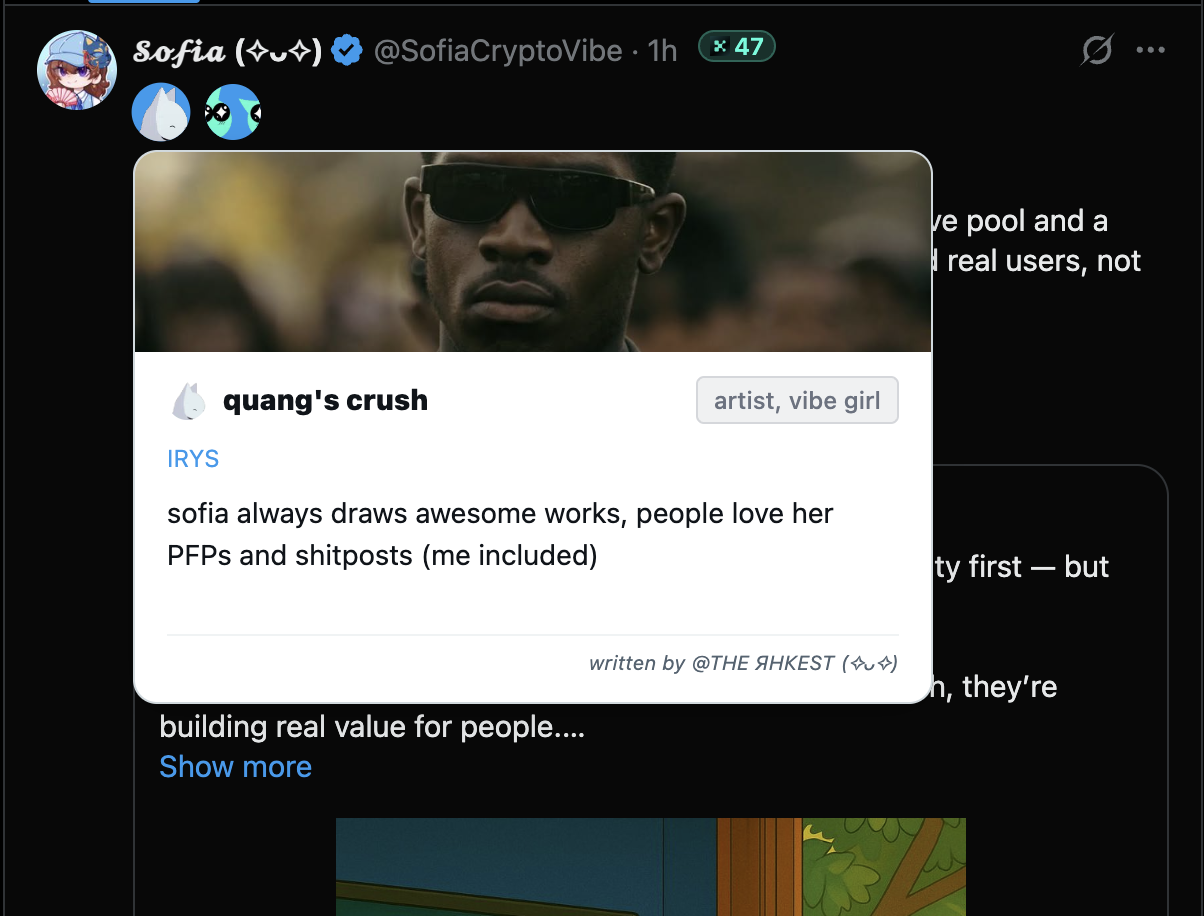 𝓢𝓸𝓯𝓲𝓪 (✧ᴗ✧) @SofiaCryptoVibe · 1h 47
ve pool and a
real users, not
quang's crush
artist, vibe girl
IRYS
sofia always draws awesome works, people love her
PFPs and shitposts (me included)
ty first — but
written by @THE ЯHKEST (✧ᴗ✧)
h, they’re
building real value for people....
Show more